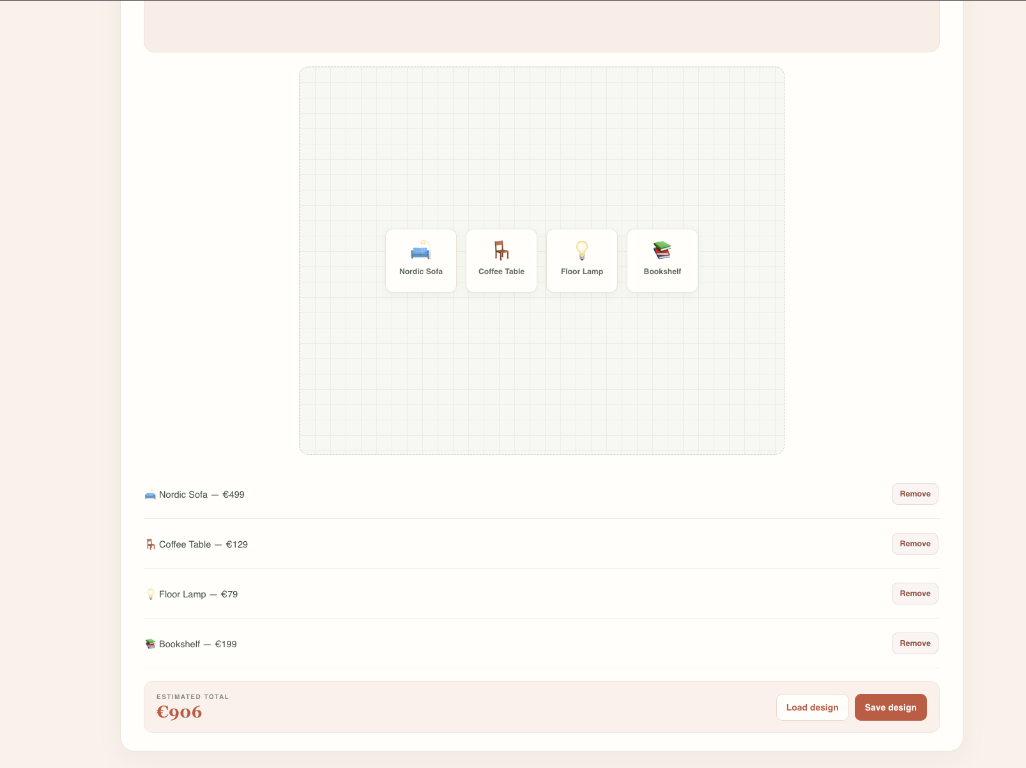 Nordic Sofa
Coffee Table
Floor Lamp
Bookshelf
Nordic Sofa — €499
Remove
Coffee Table — €129
Remove
Floor Lamp — €79
Remove
Bookshelf — €199
Remove
ESTIMATED TOTAL
€906
Load design
Save design